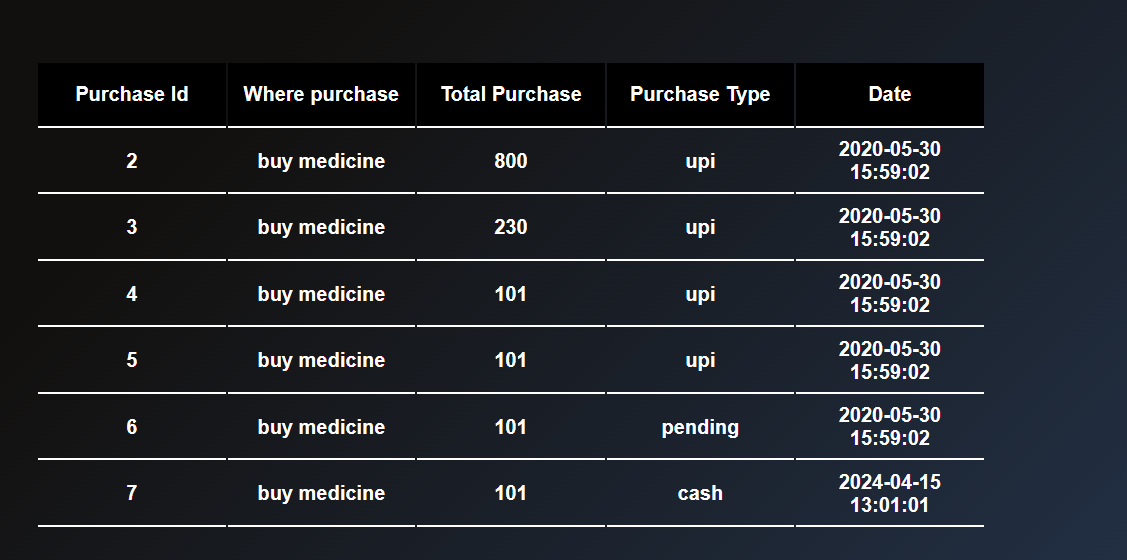 Purchase Id Where purchase Total Purchase Purchase Type Date
2 buy medicine 800 upi 2020-05-30
15:59:02
3 buy medicine 230 upi 2020-05-30
15:59:02
4 buy medicine 101 upi 2020-05-30
15:59:02
5 buy medicine 101 upi 2020-05-30
15:59:02
6 buy medicine 101 pending 2020-05-30
15:59:02
7 buy medicine 101 cash 2024-04-15
13:01:01